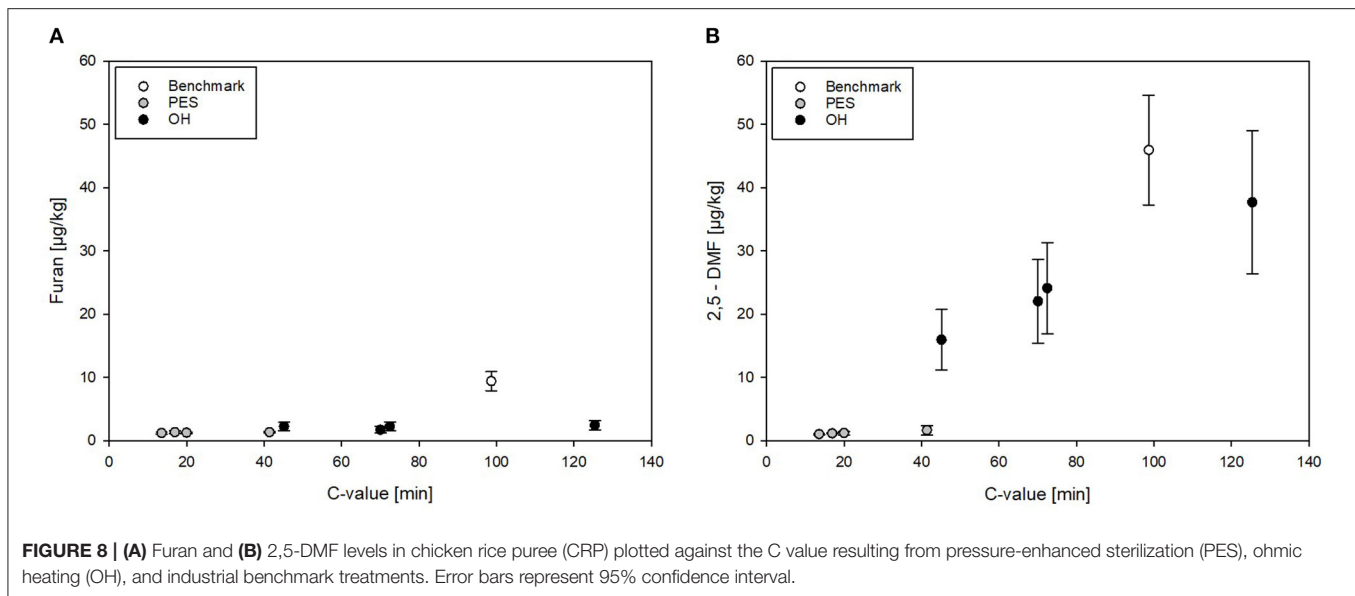 A
60
50
40
30
20
10
0
Furan [µg/kg]
Benchmark
PES
OH
0 20 40 60 80 100 120 140
C-value [min]
B
60
50
40
30
20
10
0
2,5 - DMF [µg/kg]
Benchmark
PES
OH
0 20 40 60 80 100 120 140
C-value [min]
FIGURE 8 | (A) Furan and (B) 2,5-DMF levels in chicken rice puree (CRP) plotted against the C value resulting from pressure-enhanced sterilization (PES), ohmic
heating (OH), and industrial benchmark treatments. Error bars represent 95% confidence interval.